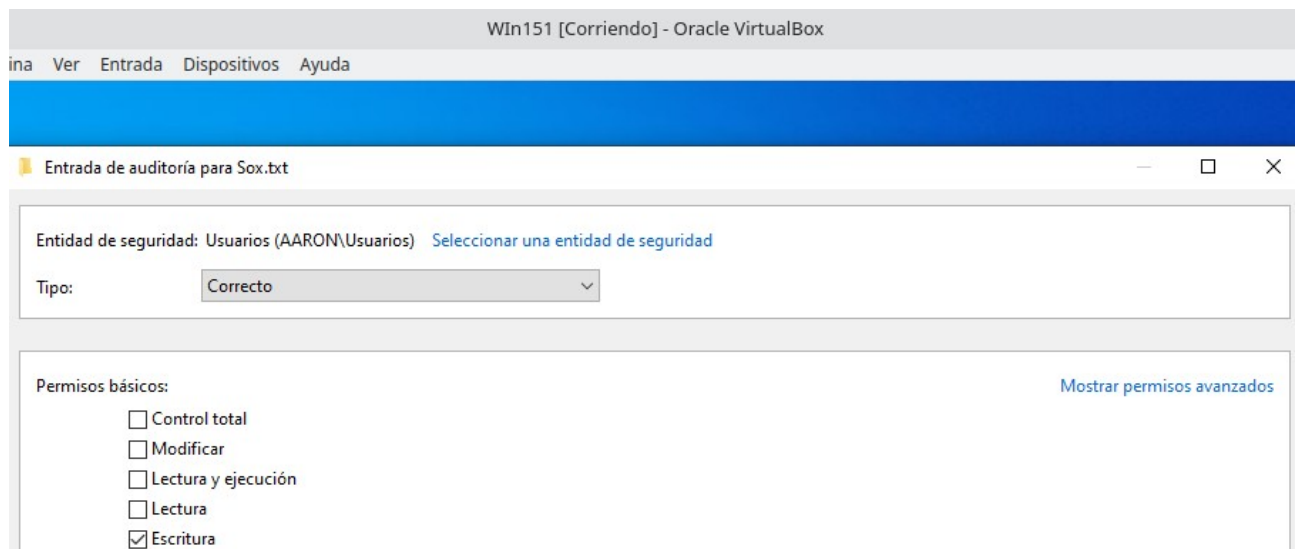 WIn151 [Corriendo] - Oracle VirtualBox
ina Ver Entrada Dispositivos Ayuda
Entrada de auditoría para Sox.txt
Entidad de seguridad: Usuarios (AARON\Usuarios) Seleccionar una entidad de seguridad
Tipo: Correcto
Permisos básicos: Mostrar permisos avanzados
Control total
Modificar
Lectura y ejecución
Lectura
Escritura